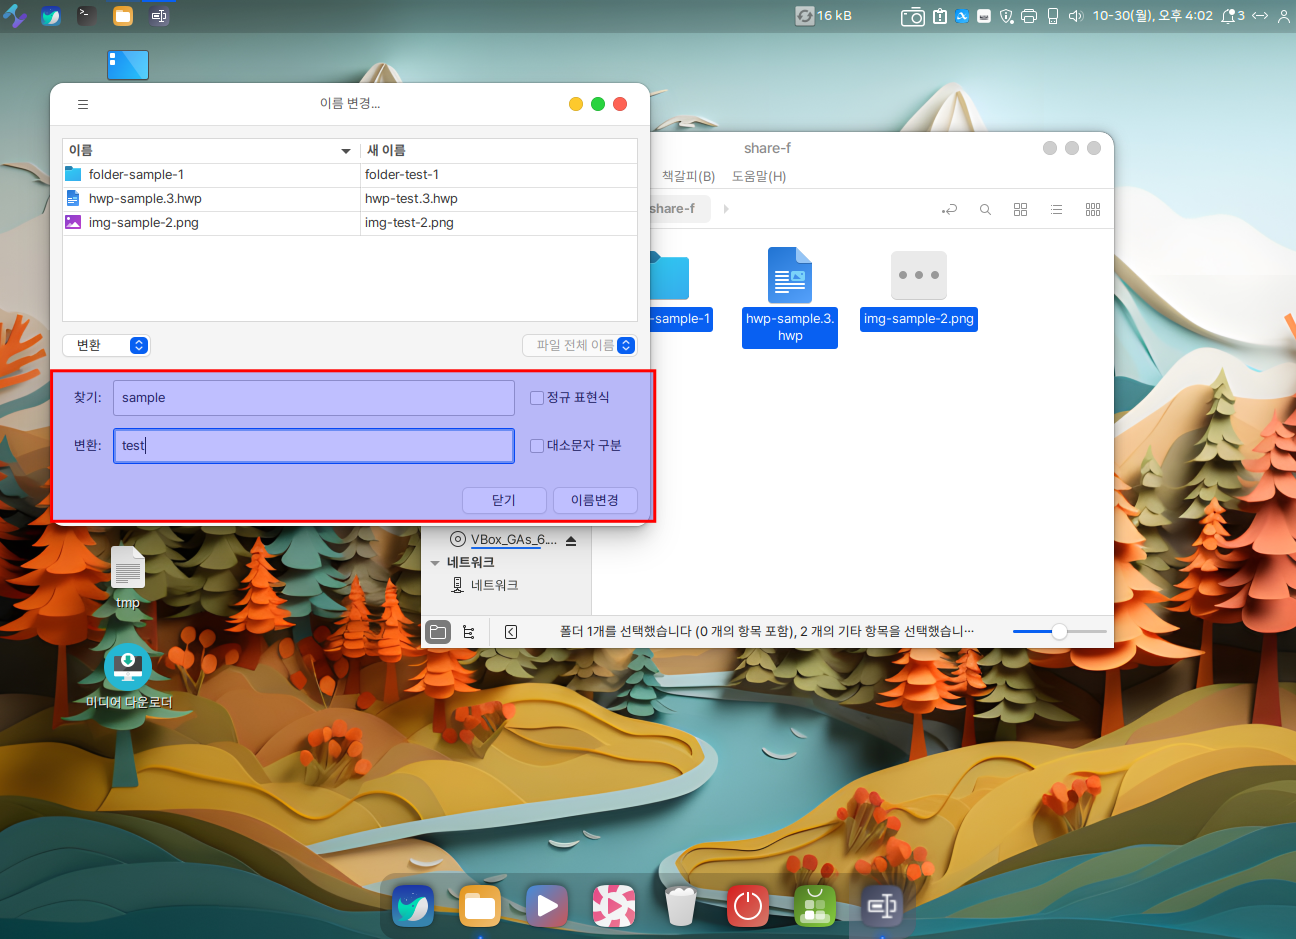 16 kB
10-30(월), 오후 4:02
3
이름 변경...
이름
새 이름
folder-sample-1
folder-test-1
hwp-sample.3.hwp
hwp-test.3.hwp
img-sample-2.png
img-test-2.png
변환
파일 전체 이름
찾기:
sample
정규 표현식
변환:
test
대소문자 구분
닫기
이름변경
share-f
책갈피(B)
도움말(H)
share-f
-sample-1
hwp-sample.3.
hwp
img-sample-2.png
VBox_GAs_6....
네트워크
네트워크
폴더 1개를 선택했습니다 (0 개의 항목 포함), 2 개의 기타 항목을 선택했습니…
tmp
미디어 다운로더